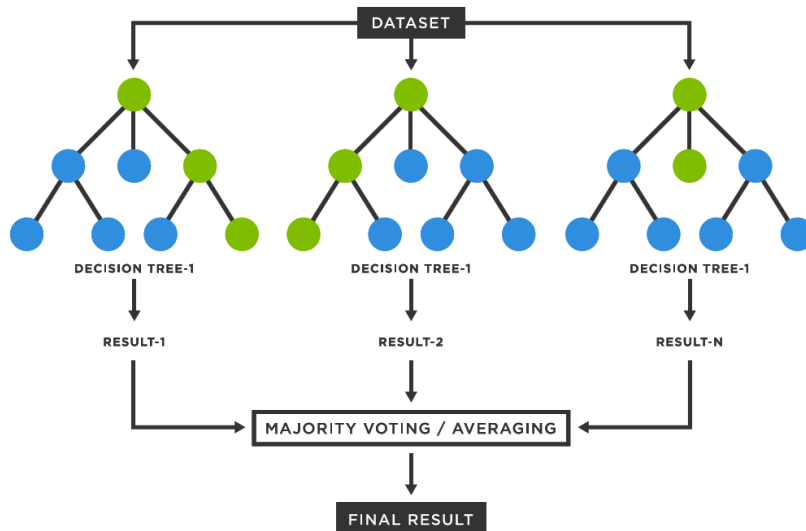 DATASET
DECISION TREE-1
DECISION TREE-1
DECISION TREE-1
RESULT-1
RESULT-2
RESULT-N
MAJORITY VOTING / AVERAGING
FINAL RESULT